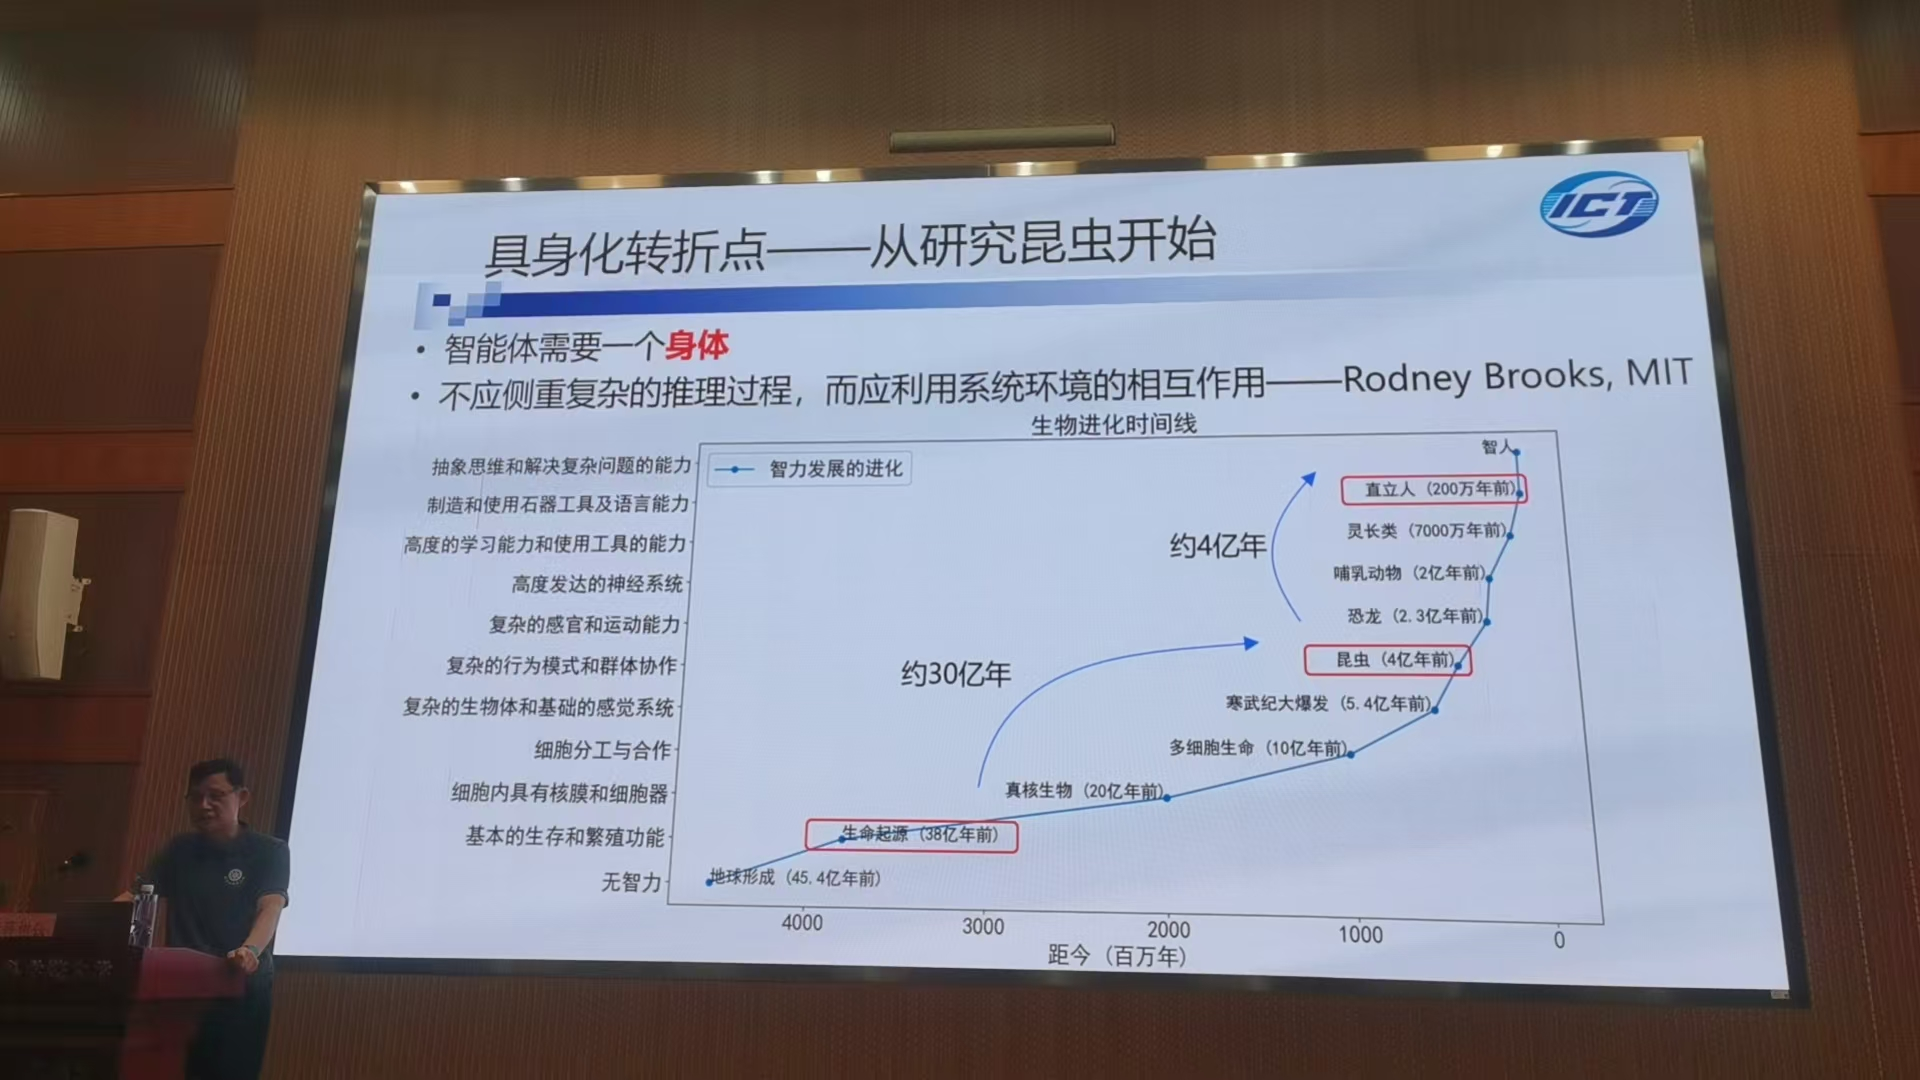 ICT
具身化转折点——从研究昆虫开始
• 智能体需要一个身体
• 不应侧重复杂的推理过程，而应利用系统环境的相互作用——Rodney Brooks, MIT
生物进化时间线
智力发展的进化
抽象思维和解决复杂问题的能力
制造和使用石器工具及语言能力
高度的学习能力和使用工具的能力
高度发达的神经系统
复杂的感官和运动能力
复杂的行为模式和群体协作
复杂的生物体和基础的感觉系统
细胞分工与合作
细胞内具有核膜和细胞器
基本的生存和繁殖功能
无智力
智人
直立人（200万年前）
灵长类（7000万年前）
哺乳动物（2亿年前）
恐龙（2.3亿年前）
昆虫（4亿年前）
寒武纪大爆发（5.4亿年前）
多细胞生命（10亿年前）
真核生物（20亿年前）
生命起源（38亿年前）
地球形成（45.4亿年前）
约4亿年
约30亿年
4000 3000 2000 1000 0
距今（百万年）